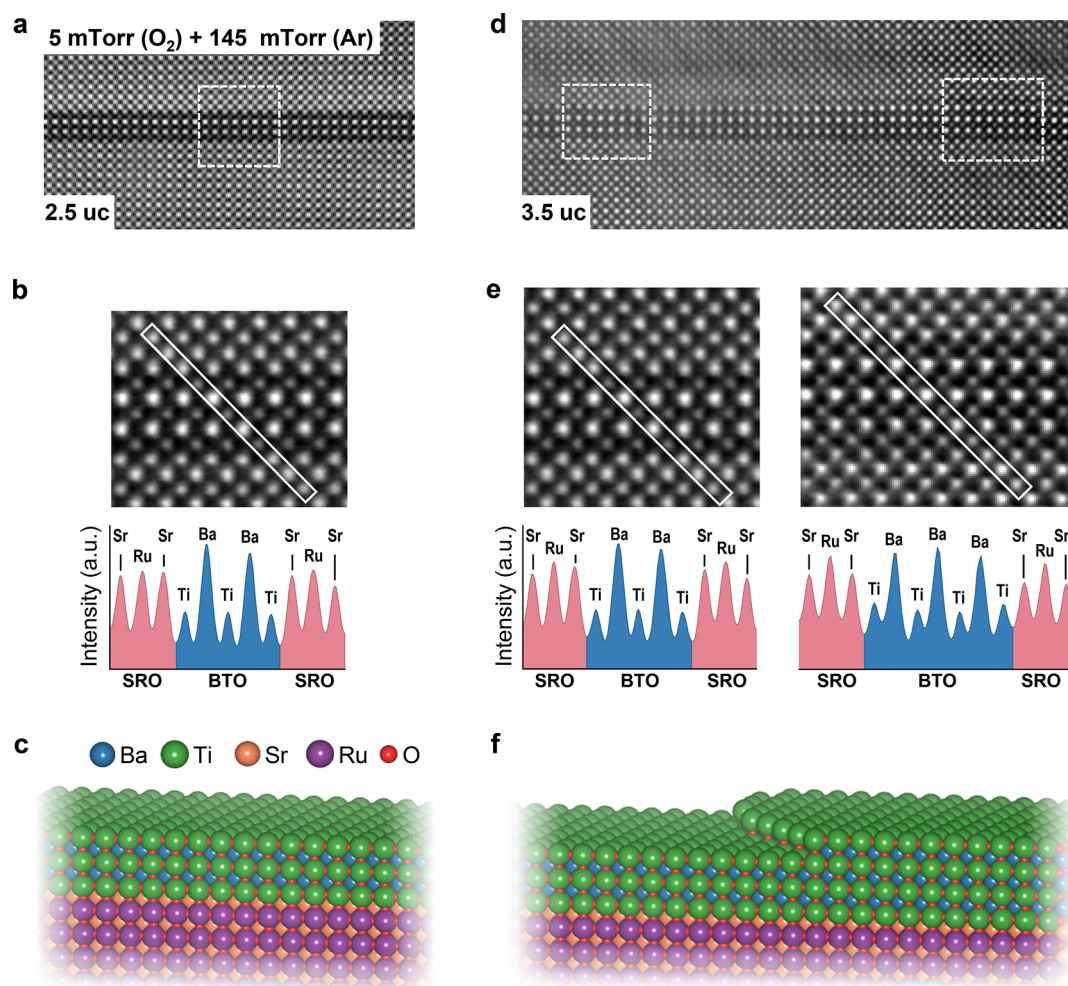 a
5 mTorr (O₂) + 145 mTorr (Ar)
2.5 uc
d
3.5 uc
b
Intensity (a.u.)
Sr Ru Sr Ti Ba Ti Ba Ti Sr Ru Sr
SRO BTO SRO
e
Sr Ru Sr Ti Ba Ti Ba Ti Sr Ru Sr
SRO BTO SRO
Sr Ru Sr Ti Ba Ti Ba Ti Ba Ti Sr Ru Sr
SRO BTO SRO
c
Ba Ti Sr Ru O
f